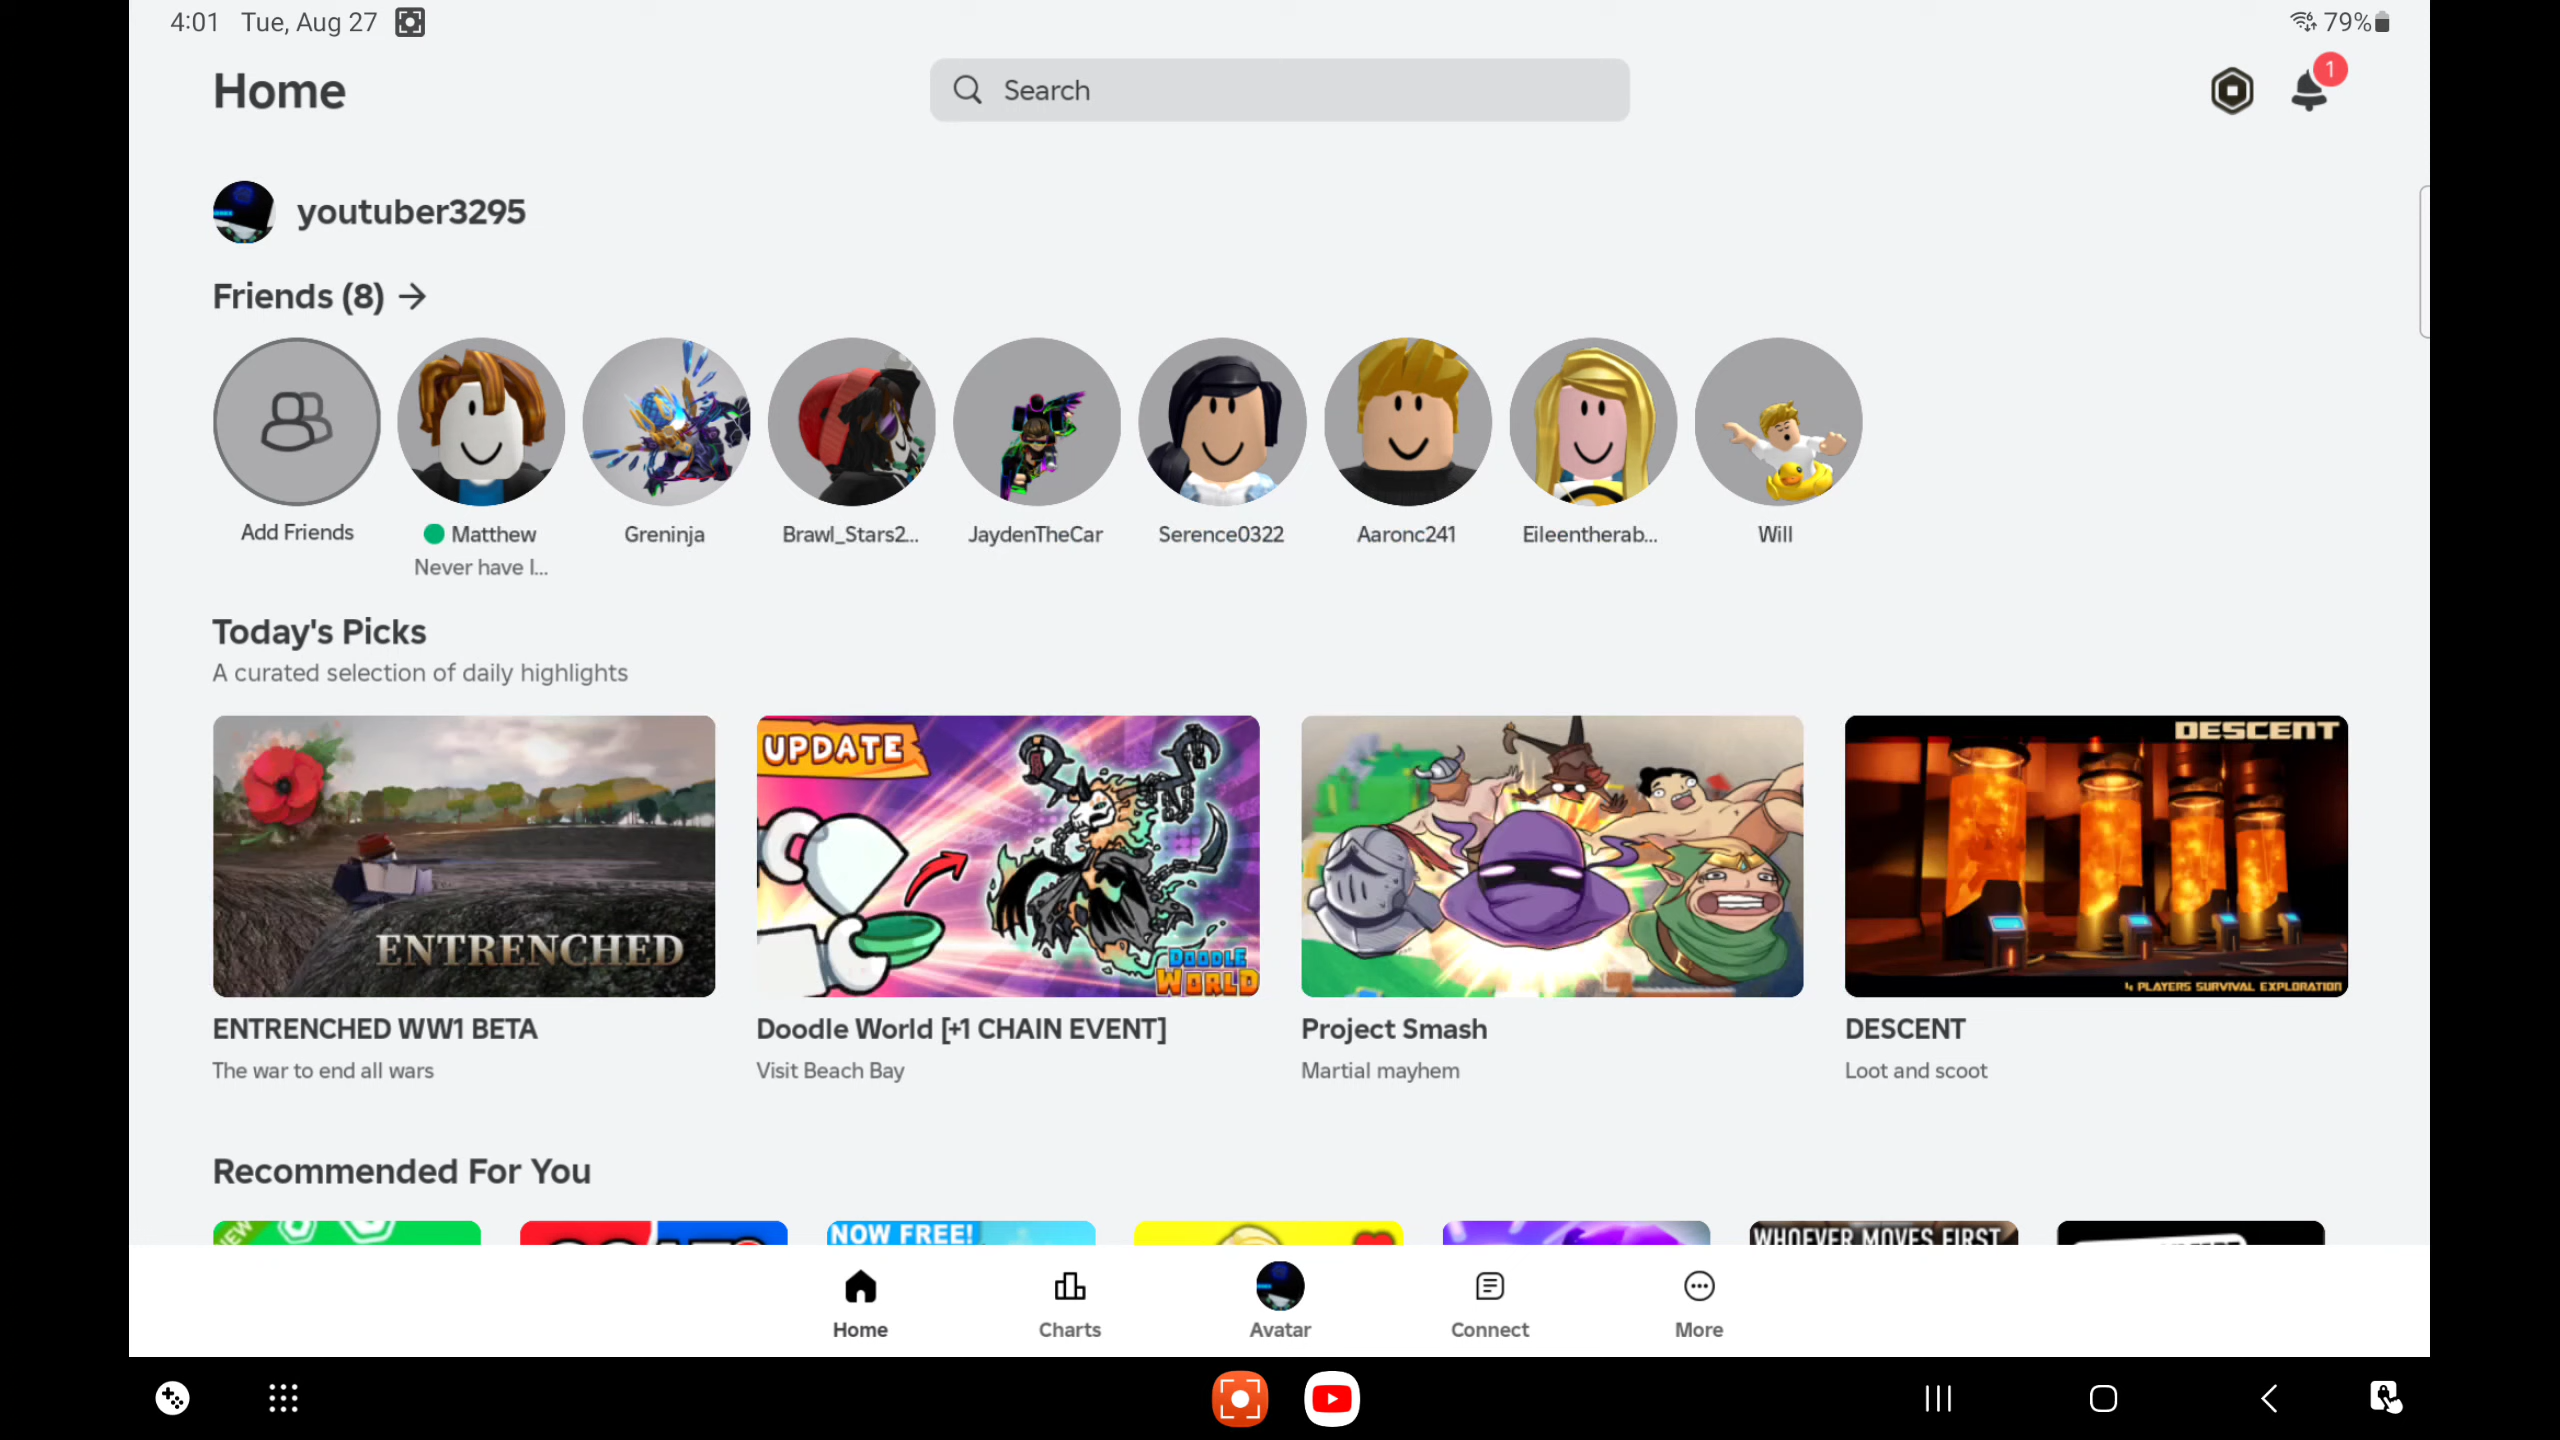 4:01 Tue, Aug 27
79%
Home
Search
1
youtuber3295
Friends (8)
Add Friends
Matthew
Greninja
Brawl_Stars2...
JaydenTheCar
Serence0322
Aaronc241
Eileentherab...
Will
Never have I...
Today's Picks
A curated selection of daily highlights
ENTRENCHED
UPDATE
DOODLE
WORLD
DESCENT
4 PLAYERS SURVIVAL EXPLORATION
ENTRENCHED WW1 BETA
Doodle World [+1 CHAIN EVENT]
Project Smash
DESCENT
The war to end all wars
Visit Beach Bay
Martial mayhem
Loot and scoot
Recommended For You
NEW
NOW FREE!
WHOEVER MOVES FIRST
Home
Charts
Avatar
Connect
More